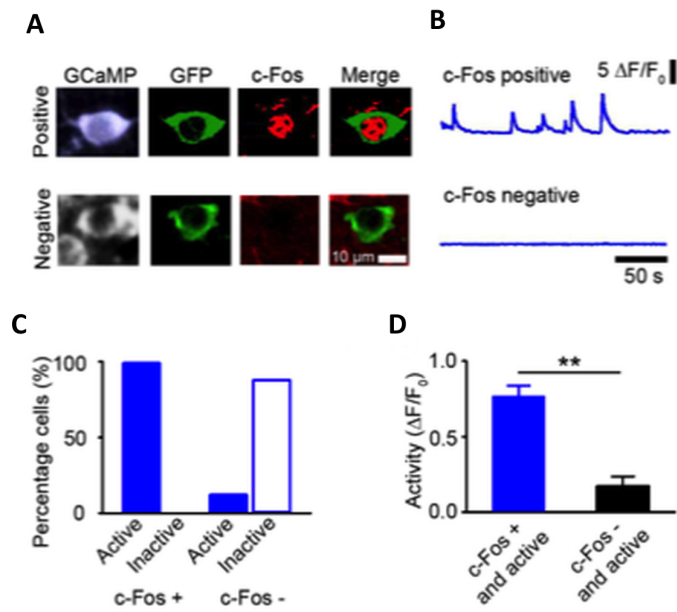 A
GCaMP GFP c-Fos Merge
Positive
Negative
10 µm
B
c-Fos positive
5 ΔF/F₀
c-Fos negative
50 s
C
Percentage cells (%)
100
50
0
Active
Inactive
Active
Inactive
c-Fos +
c-Fos -
D
Activity (ΔF/F₀)
1.0
0.5
0.0
**
c-Fos +
and active
c-Fos -
and active